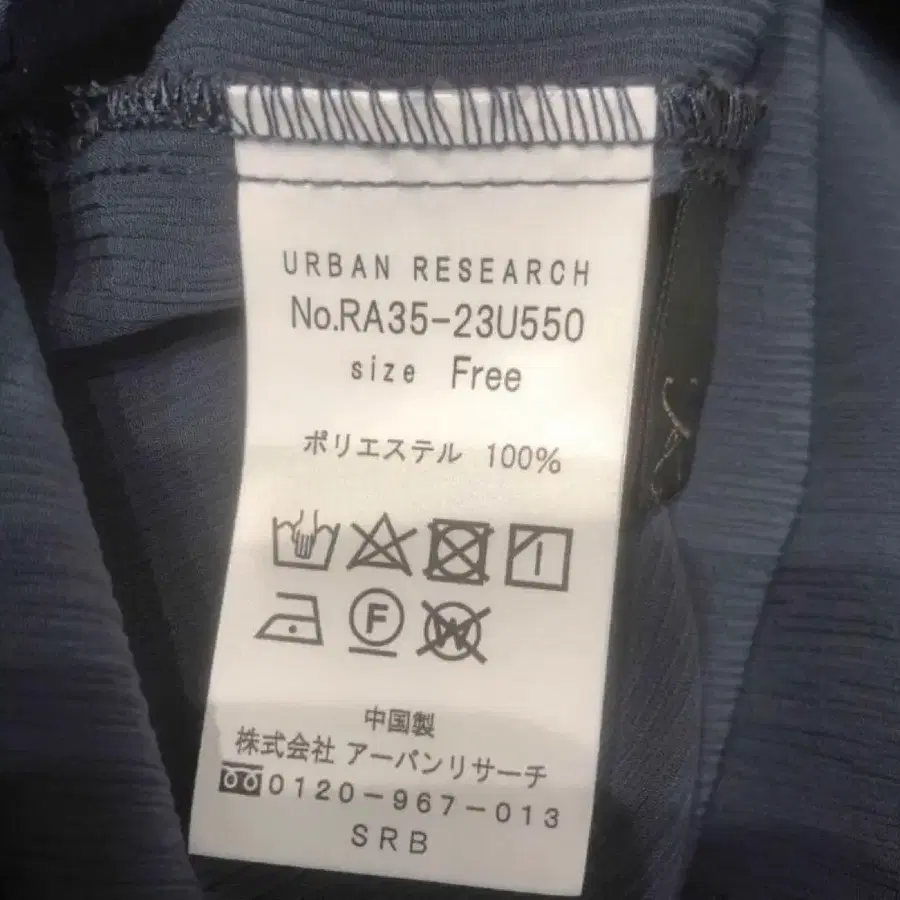 URBAN RESEARCH
No.RA35-23U550
size Free
ポリエステル 100%
F
W
中国製
株式会社 アーバンリサーチ
0120-967-013
SRB